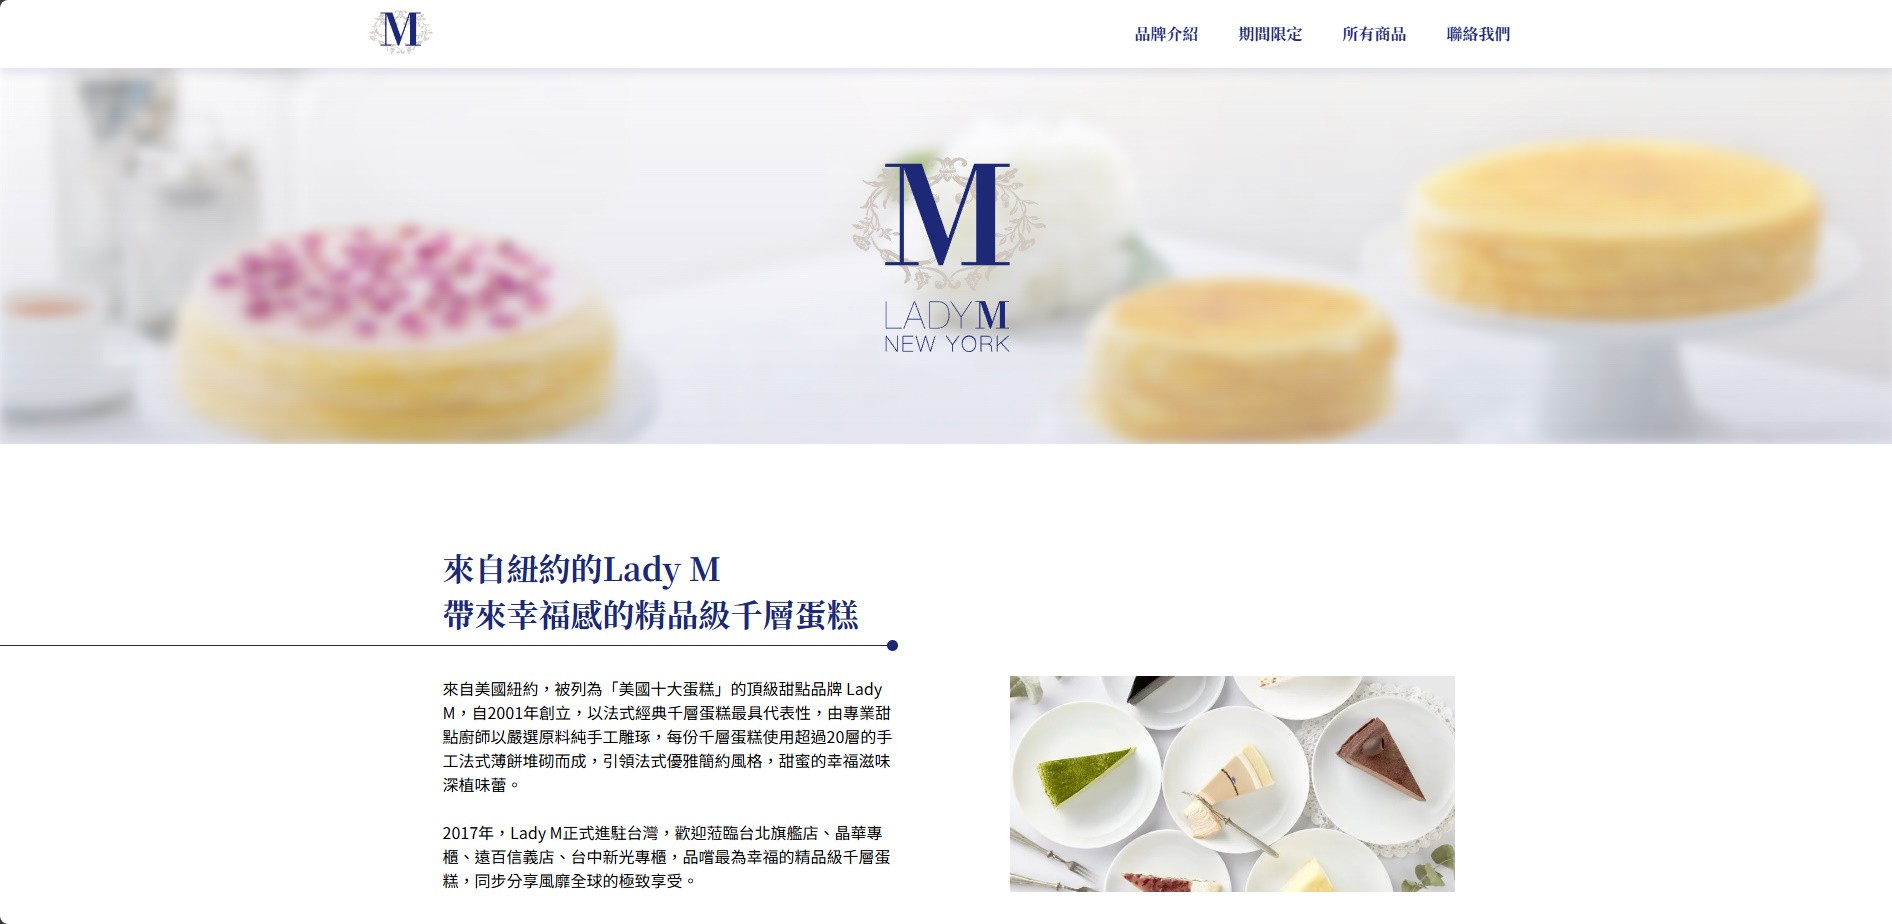 M
品牌介紹
期間限定
所有商品
聯絡我們
M
LADY M
NEW YORK
來自紐約的Lady M
帶來幸福感的精品級千層蛋糕
來自美國紐約，被列為「美國十大蛋糕」的頂級甜點品牌 Lady
M，自2001年創立，以法式經典千層蛋糕最具代表性，由專業甜
點廚師以嚴選原料純手工雕琢，每份千層蛋糕使用超過20層的手
工法式薄餅堆砌而成，引領法式優雅簡約風格，甜蜜的幸福滋味
深植味蕾。
2017年，Lady M正式進駐台灣，歡迎蒞臨台北旗艦店、晶華專
櫃、遠百信義店、台中新光專櫃，品嚐最為幸福的精品級千層蛋
糕，同步分享風靡全球的極致享受。